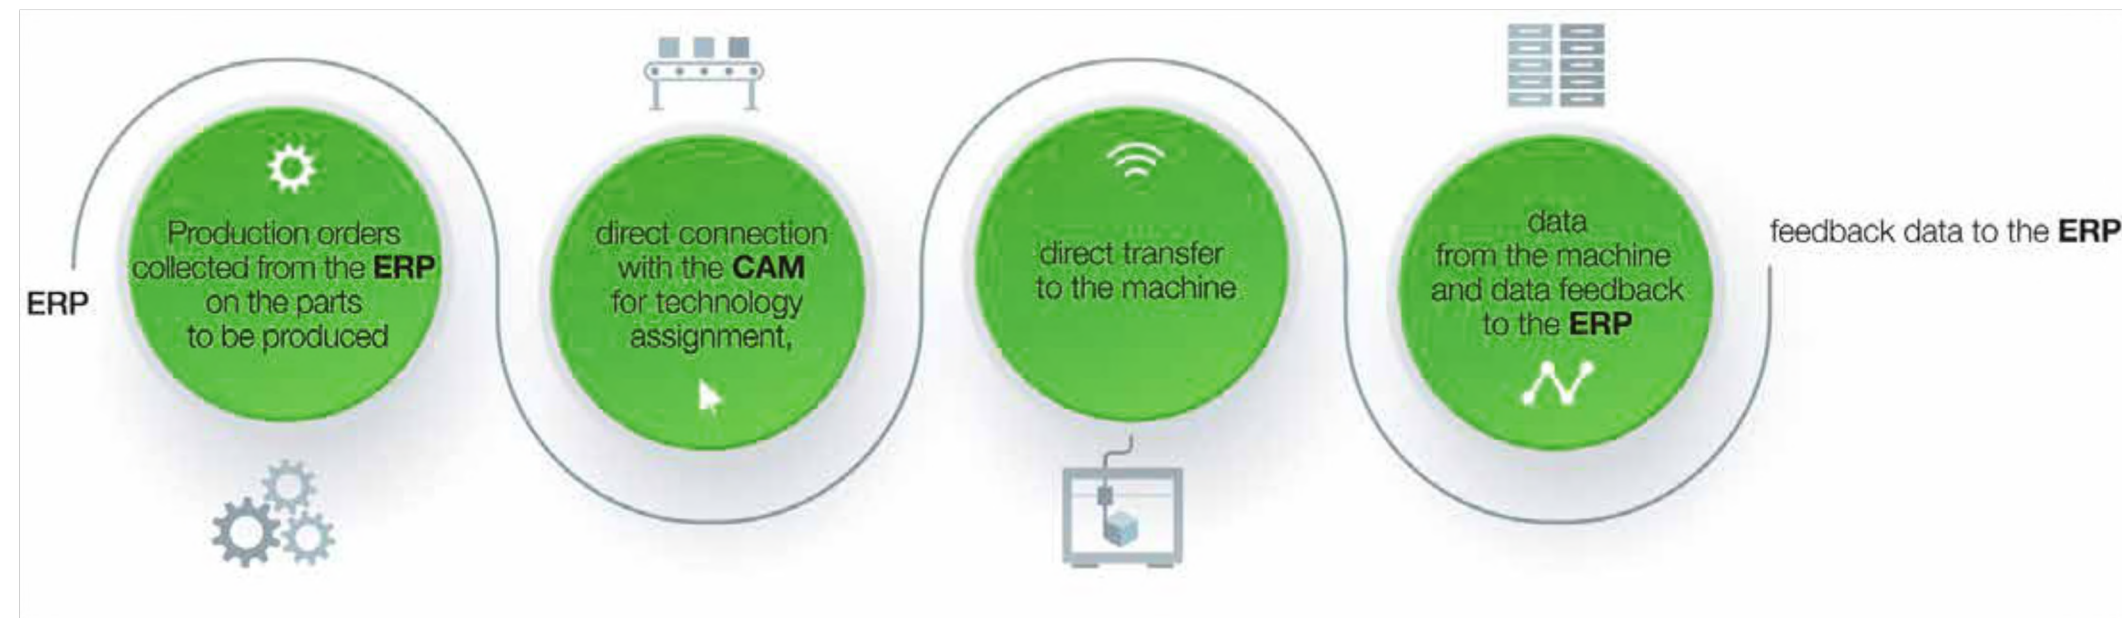 ERP
Production orders
collected from the ERP
on the parts
to be produced
direct connection
with the CAM
for technology
assignment,
direct transfer
to the machine
data
from the machine
and data feedback
to the ERP
feedback data to the ERP